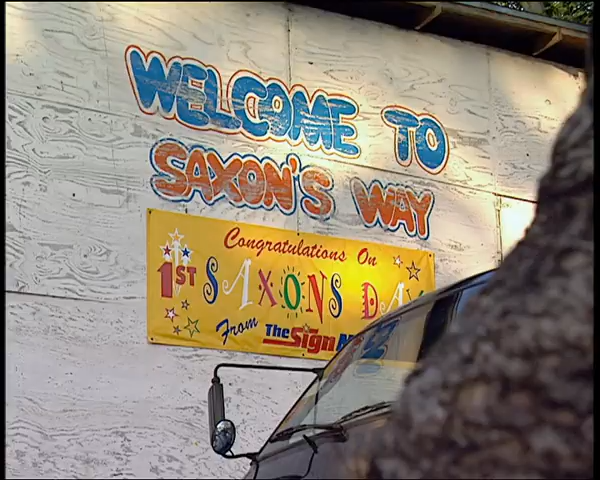 WELCOME TO
SAXON'S WAY
Congratulations On
1ST SAXONS DAY
From The Sign